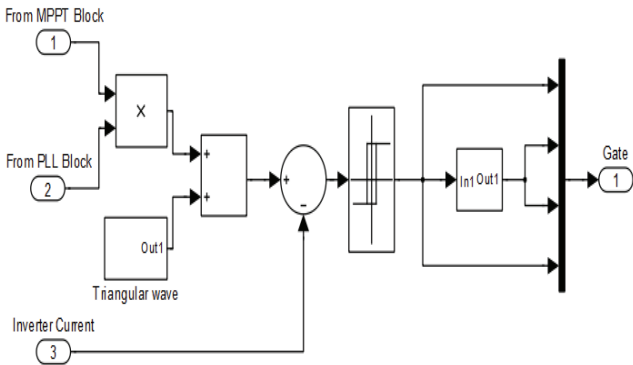 From MPPT Block
1
×
From PLL Block
2
+
+
Out1
Triangular wave
+
−
In1 Out1
Gate
1
Inverter Current
3